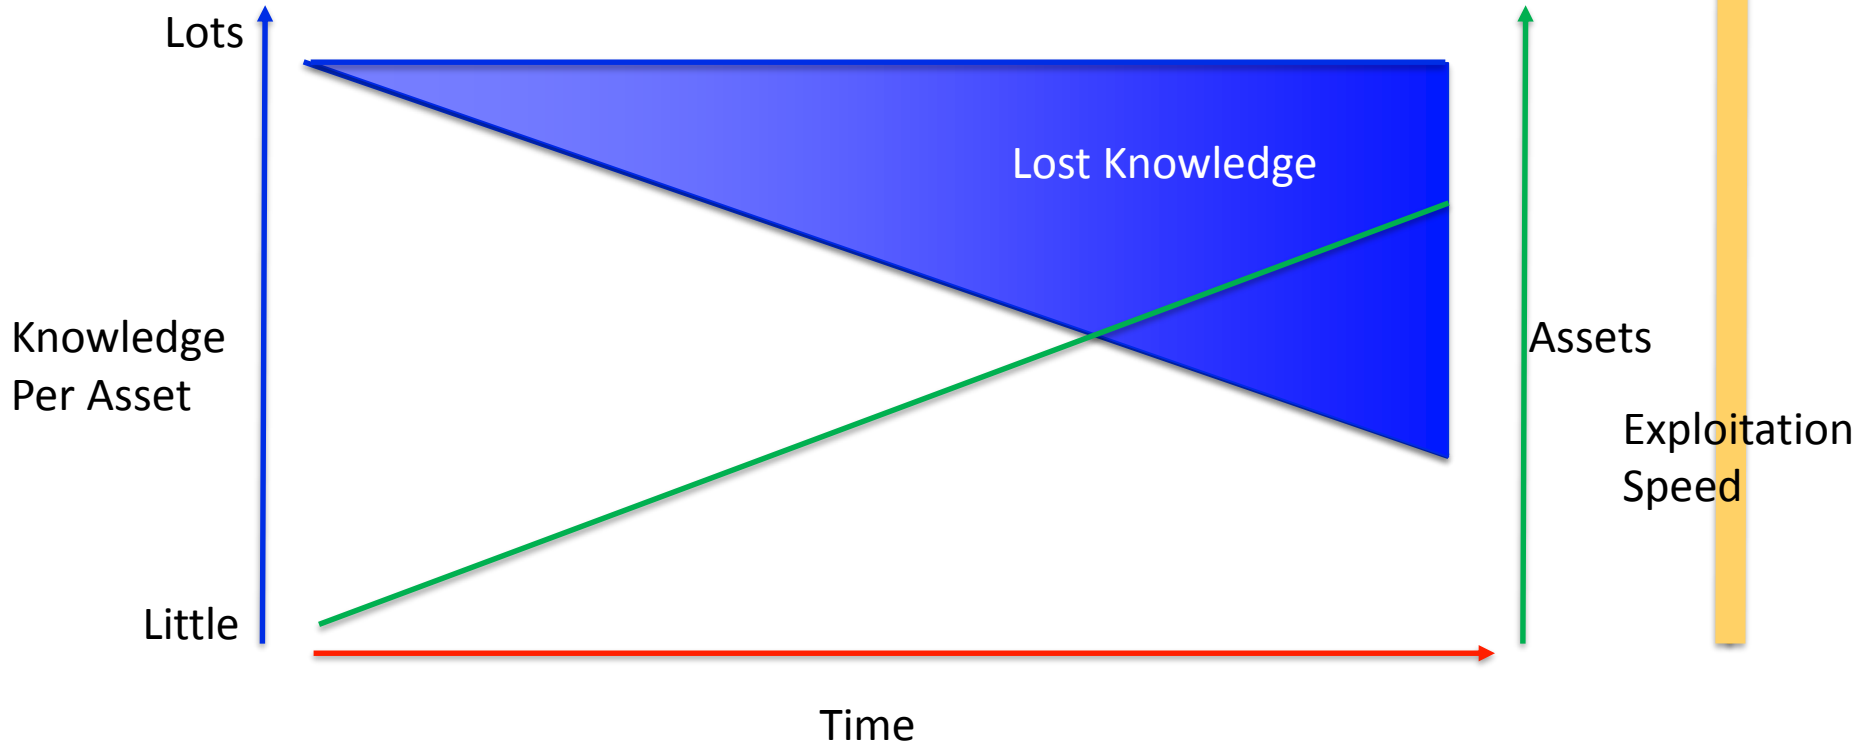 Lots
Lost Knowledge
Knowledge
Per Asset
Assets
Exploitation
Speed
Little
Time